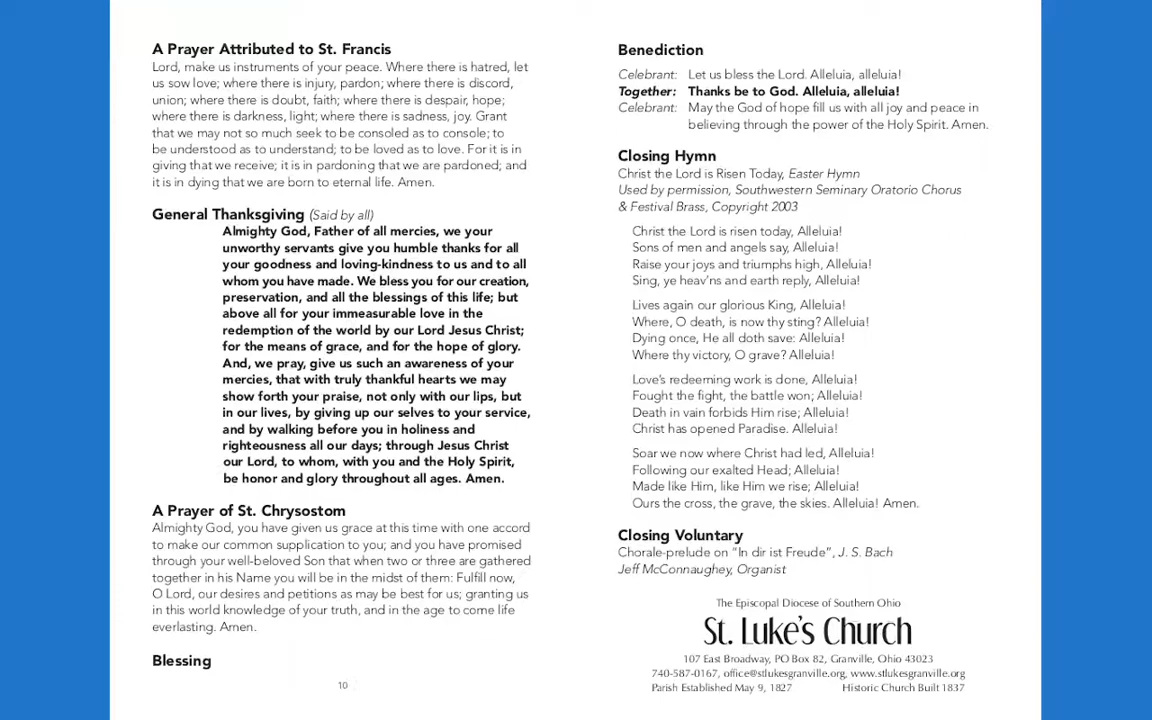 A Prayer Attributed to St. Francis
Lord, make us instruments of your peace. Where there is hatred, let
us sow love; where there is injury, pardon; where there is discord,
union; where there is doubt, faith; where there is despair, hope;
where there is darkness, light; where there is sadness, joy. Grant
that we may not so much seek to be consoled as to console; to
be understood as to understand; to be loved as to love. For it is in
giving that we receive; it is in pardoning that we are pardoned; and
it is in dying that we are born to eternal life. Amen.
General Thanksgiving (Said by all)
Almighty God, Father of all mercies, we your
unworthy servants give you humble thanks for all
your goodness and loving-kindness to us and to all
whom you have made. We bless you for our creation,
preservation, and all the blessings of this life; but
above all for your immeasurable love in the
redemption of the world by our Lord Jesus Christ;
for the means of grace, and for the hope of glory.
And, we pray, give us such an awareness of your
mercies, that with truly thankful hearts we may
show forth your praise, not only with our lips, but
in our lives, by giving up our selves to your service,
and by walking before you in holiness and
righteousness all our days; through Jesus Christ
our Lord, to whom, with you and the Holy Spirit,
be honor and glory throughout all ages. Amen.
A Prayer of St. Chrysostom
Almighty God, you have given us grace at this time with one accord
to make our common supplication to you; and you have promised
through your well-beloved Son that when two or three are gathered
together in his Name you will be in the midst of them: Fulfill now,
O Lord, our desires and petitions as may be best for us; granting us
in this world knowledge of your truth, and in the age to come life
everlasting. Amen.
Blessing
10
Benediction
Celebrant: Let us bless the Lord. Alleluia, alleluia!
Together: Thanks be to God. Alleluia, alleluia!
Celebrant: May the God of hope fill us with all joy and peace in
believing through the power of the Holy Spirit. Amen.
Closing Hymn
Christ the Lord is Risen Today, Easter Hymn
Used by permission, Southwestern Seminary Oratorio Chorus
& Festival Brass, Copyright 2003
Christ the Lord is risen today, Alleluia!
Sons of men and angels say, Alleluia!
Raise your joys and triumphs high, Alleluia!
Sing, ye heav'ns and earth reply, Alleluia!
Lives again our glorious King, Alleluia!
Where, O death, is now thy sting? Alleluia!
Dying once, He all doth save: Alleluia!
Where thy victory, O grave? Alleluia!
Love's redeeming work is done, Alleluia!
Fought the fight, the battle won; Alleluia!
Death in vain forbids Him rise; Alleluia!
Christ has opened Paradise. Alleluia!
Soar we now where Christ had led, Alleluia!
Following our exalted Head; Alleluia!
Made like Him, like Him we rise; Alleluia!
Ours the cross, the grave, the skies. Alleluia! Amen.
Closing Voluntary
Chorale-prelude on "In dir ist Freude", J. S. Bach
Jeff McConnaughey, Organist
The Episcopal Diocese of Southern Ohio
St. Luke's Church
107 East Broadway, PO Box 82, Granville, Ohio 43023
740-587-0167, office@stlukesgranville.org, www.stlukesgranville.org
Parish Established May 9, 1827 Historic Church Built 1837